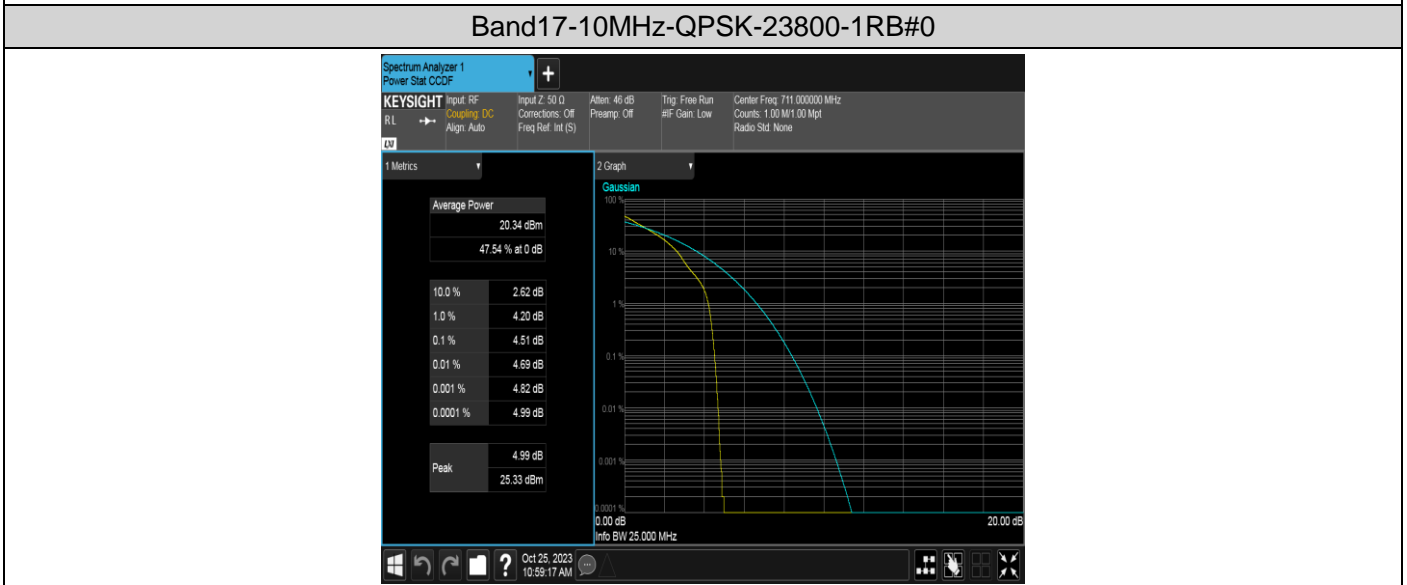 Band17-10MHz-QPSK-23800-1RB#0
Spectrum Analyzer 1
Power Stat CCDF
+
KEYSIGHT Input: RF Input Z: 50 Ω Atten: 46 dB Trig: Free Run Center Freq: 711.000000 MHz
RL Coupling: DC Corrections: Off Preamp: Off #IF Gain: Low Counts: 1.00 M/1.00 Mpt
Align: Auto Freq Ref: Int (S) Radio Std: None
LXI
1 Metrics
Average Power
20.34 dBm
47.54 % at 0 dB
10.0 % 2.62 dB
1.0 % 4.20 dB
0.1 % 4.51 dB
0.01 % 4.69 dB
0.001 % 4.82 dB
0.0001 % 4.99 dB
Peak 4.99 dB
25.33 dBm
2 Graph
Gaussian
100 %
10 %
1 %
0.1 %
0.01 %
0.001 %
0.0001 %
0.00 dB 20.00 dB
Info BW 25.000 MHz
? Oct 25, 2023
10:59:17 AM